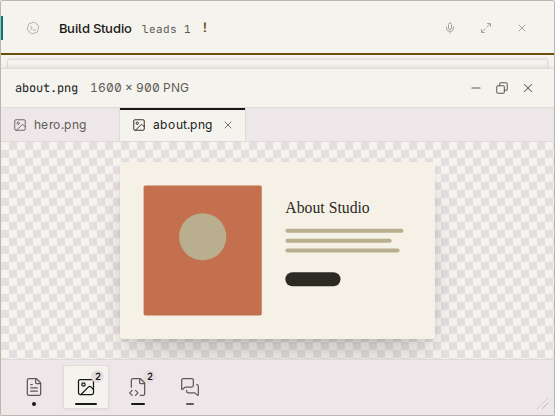 Build Studio leads 1 !
about.png 1600 × 900 PNG
hero.png about.png
About Studio
2 2